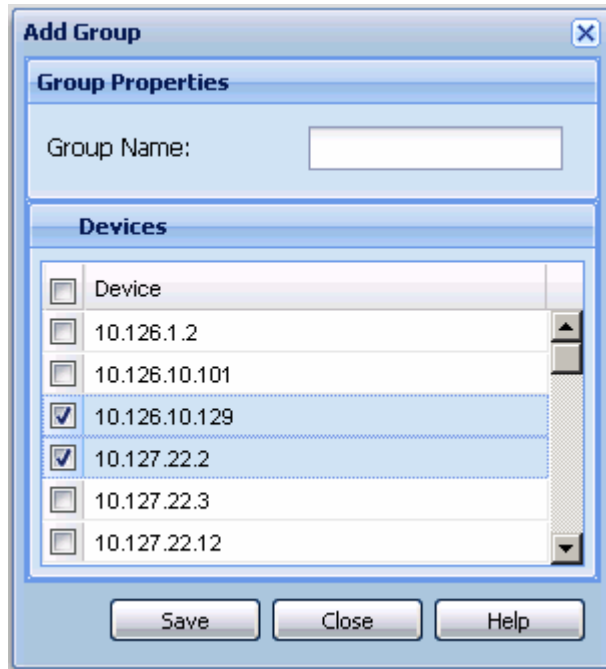 Add Group
Group Properties
Group Name:
Devices
Device
10.126.1.2
10.126.10.101
10.126.10.129
10.127.22.2
10.127.22.3
10.127.22.12
Save Close Help